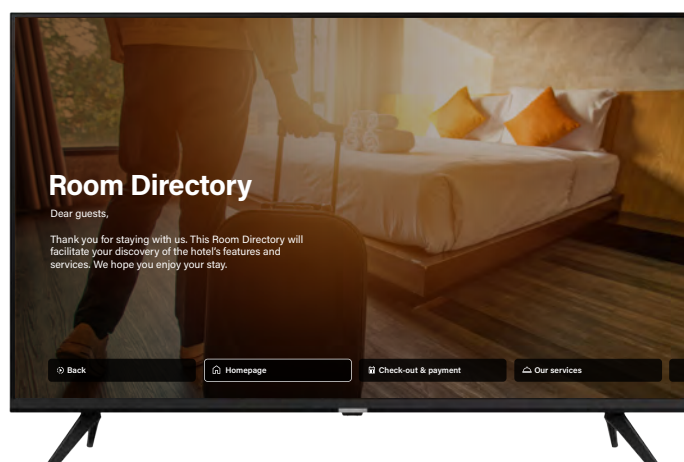 Room Directory
Dear guests,
Thank you for staying with us. This Room Directory will
facilitate your discovery of the hotel's features and
services. We hope you enjoy your stay.
Back
Homepage
Check-out & payment
Our services